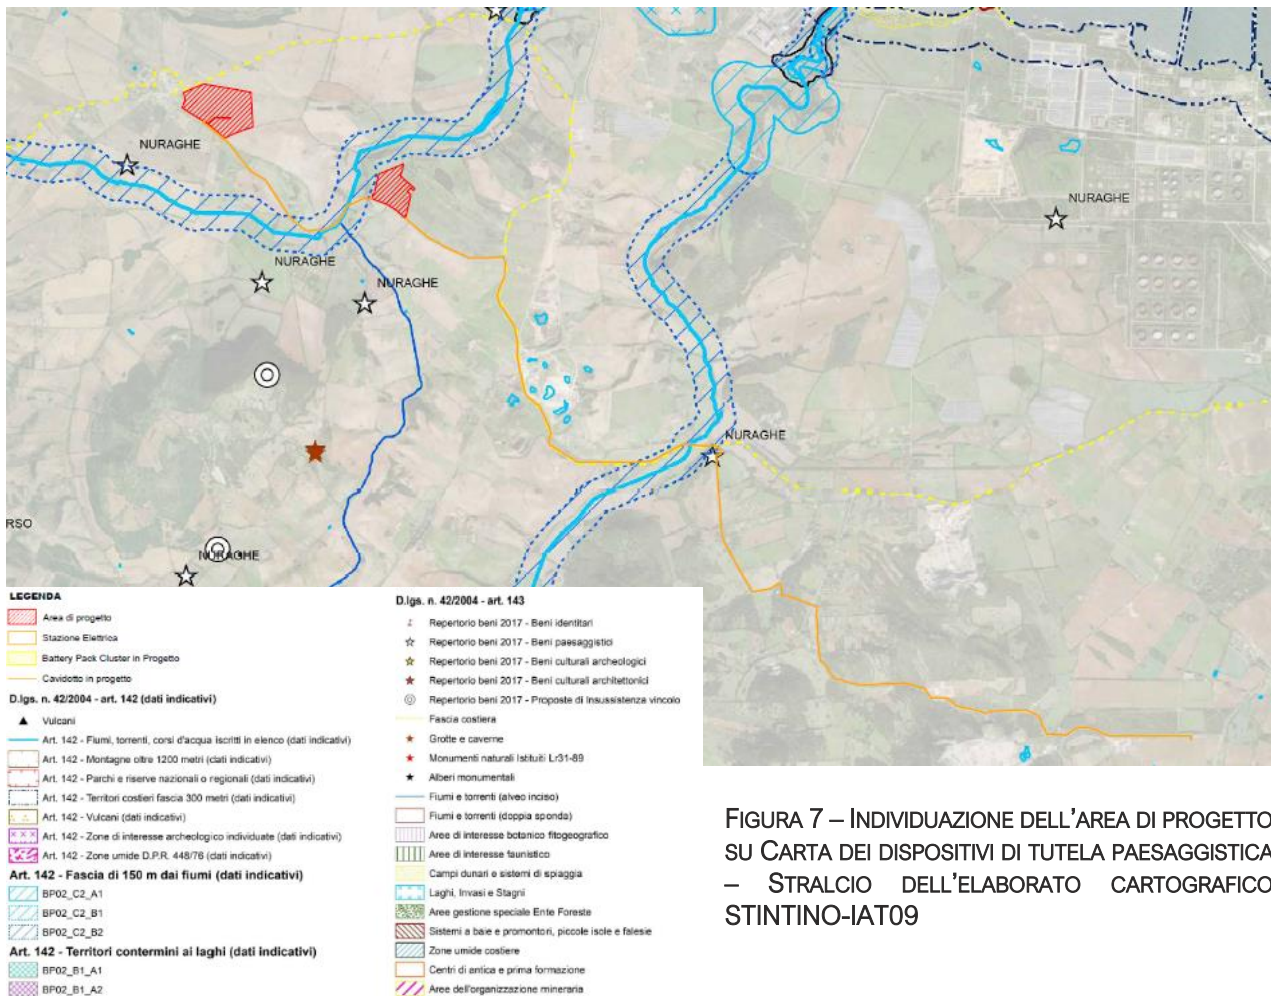 NURAGHE
NURAGHE
NURAGHE
NURAGHE
NURAGHE
RSO
NURAGHE
LEGENDA
Area di progetto
Stazione Elettrica
Battery Pack Cluster in Progetto
Cavidotto in progetto
D.lgs. n. 42/2004 - art. 142 (dati indicativi)
Vulcani
Art. 142 - Fiumi, torrenti, corsi d'acqua iscritti in elenco (dati indicativi)
Art. 142 - Montagne oltre 1200 metri (dati indicativi)
Art. 142 - Parchi e riserve nazionali o regionali (dati indicativi)
Art. 142 - Territori costieri fascia 300 metri (dati indicativi)
Art. 142 - Vulcani (dati indicativi)
Art. 142 - Zone di interesse archeologico individuate (dati indicativi)
Art. 142 - Zone umide D.P.R. 448/76 (dati indicativi)
Art. 142 - Fascia di 150 m dai fiumi (dati indicativi)
BP02_C2_A1
BP02_C2_B1
BP02_C2_B2
Art. 142 - Territori contermini ai laghi (dati indicativi)
BP02_B1_A1
BP02_B1_A2
D.lgs. n. 42/2004 - art. 143
Repertorio beni 2017 - Beni identitari
Repertorio beni 2017 - Beni paesaggistici
Repertorio beni 2017 - Beni culturali archeologici
Repertorio beni 2017 - Beni culturali architettonici
Repertorio beni 2017 - Proposte di Insussistenza vincolo
Fascia costiera
Grotte e caverne
Monumenti naturali Istituiti Lr31-89
Alberi monumentali
Fiumi e torrenti (alveo inciso)
Fiumi e torrenti (doppia sponda)
Aree di interesse botanico fitogeografico
Aree di interesse faunistico
Campi dunari e sistemi di spiaggia
Laghi, Invasi e Stagni
Aree gestione speciale Ente Foreste
Sistemi a baie e promontori, piccole isole e falesie
Zone umide costiere
Centri di antica e prima formazione
Aree dell'organizzazione mineraria
FIGURA 7 – INDIVIDUAZIONE DELL'AREA DI PROGETTO
SU CARTA DEI DISPOSITIVI DI TUTELA PAESAGGISTICA
– STRALCIO DELL'ELABORATO CARTOGRAFICO
STINTINO-IAT09